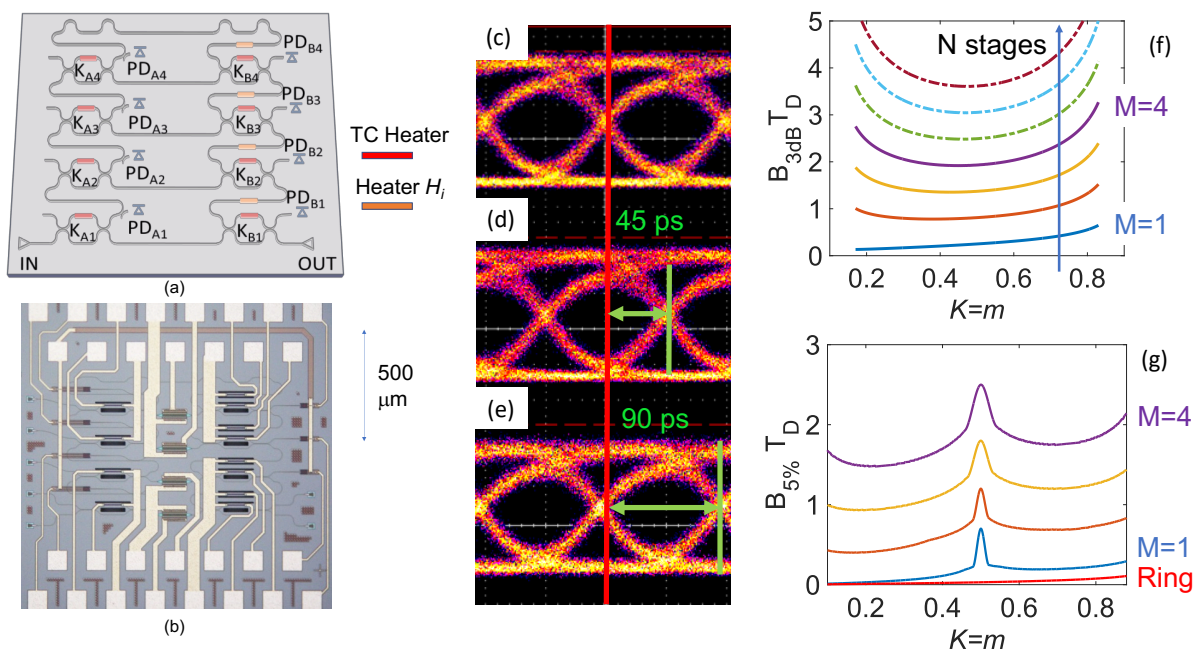 PD_B4
K_A4
PD_A4
K_B4
PD_B3
K_A3
PD_A3
K_B3
PD_B2
K_A2
PD_A2
K_B2
PD_B1
K_A1
PD_A1
K_B1
IN
OUT
(a)
TC Heater
Heater H_i
500
μm
(b)
(c)
(d)
45 ps
(e)
90 ps
5
4
3
2
1
0
B_3dB T_D
N stages
(f)
M=4
M=1
0.2 0.4 0.6 0.8
K=m
3
2
1
0
B_5% T_D
(g)
M=4
M=1
Ring
0.2 0.4 0.6 0.8
K=m